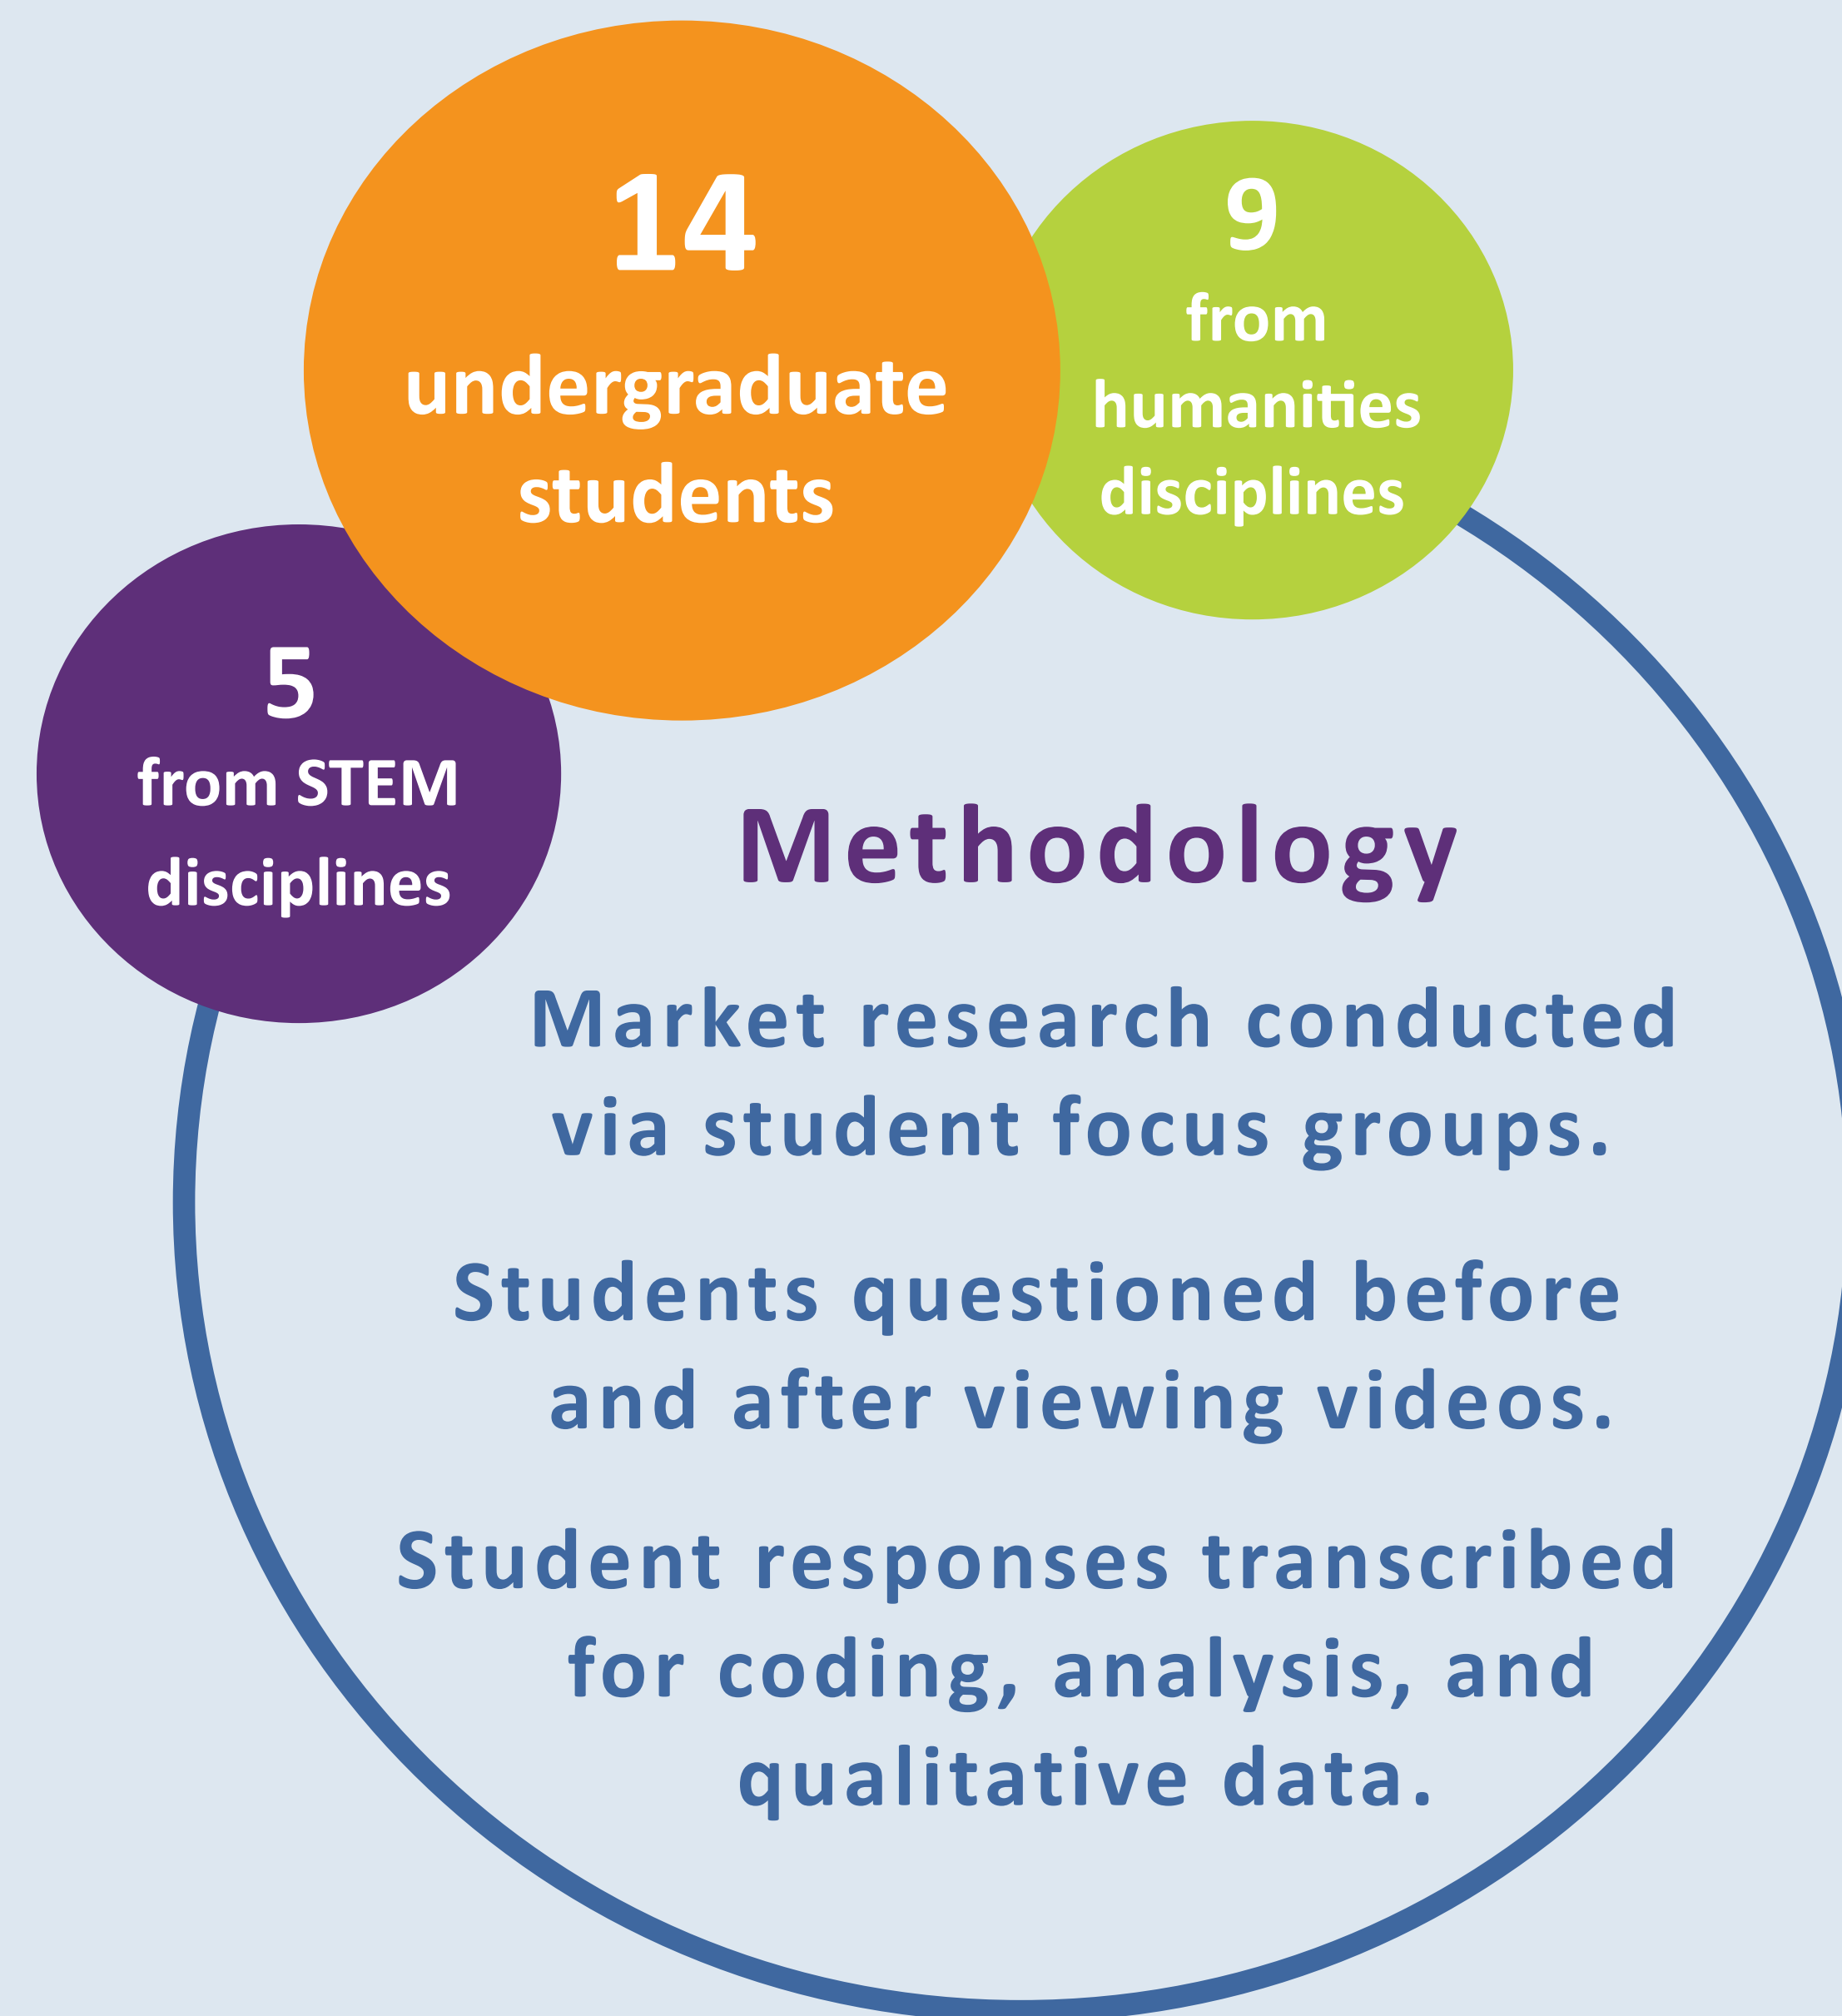 14
undergraduate
students
9
from
humanities
disciplines
5
from STEM
disciplines
Methodology
Market research conducted
via student focus groups.
Students questioned before
and after viewing videos.
Student responses transcribed
for coding, analysis, and
qualitative data.